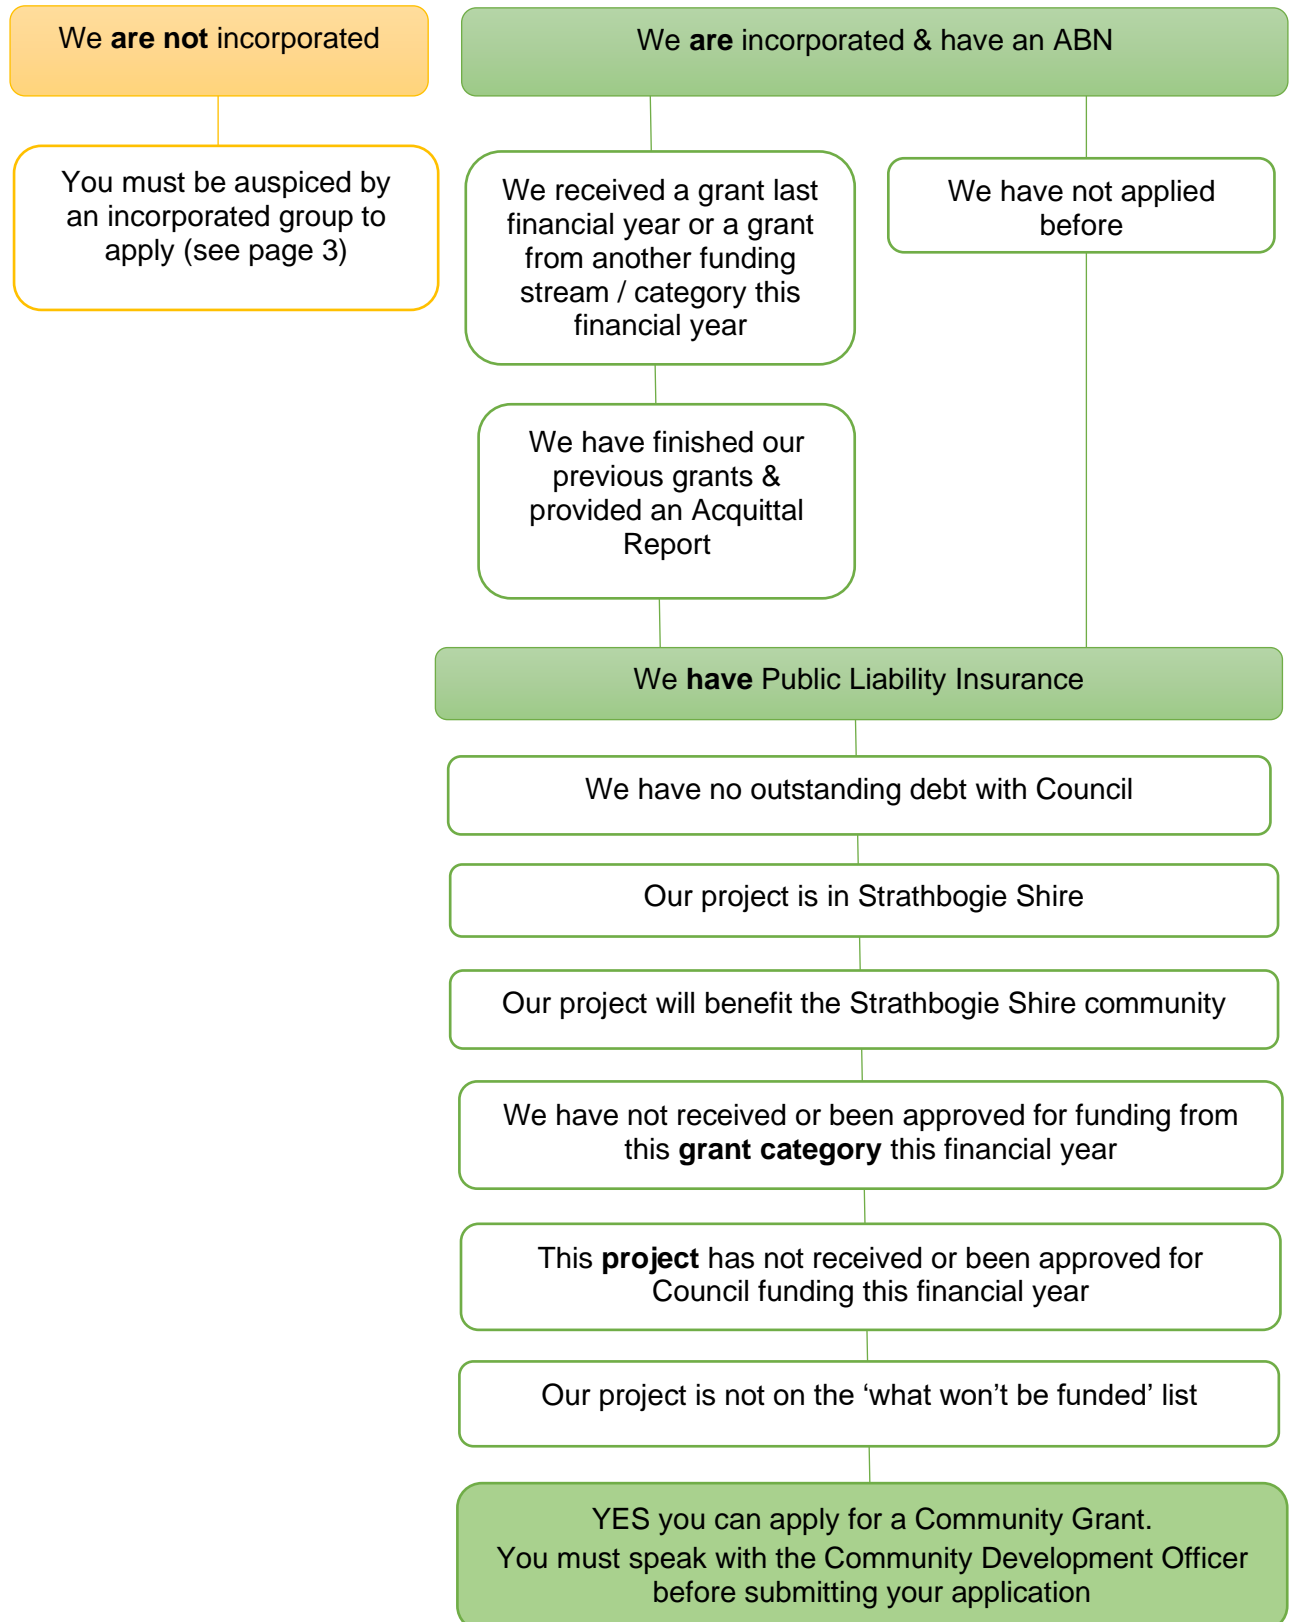 We are not incorporated
We are incorporated & have an ABN
You must be auspiced by
an incorporated group to
apply (see page 3)
We received a grant last
financial year or a grant
from another funding
stream / category this
financial year
We have not applied
before
We have finished our
previous grants &
provided an Acquittal
Report
We have Public Liability Insurance
We have no outstanding debt with Council
Our project is in Strathbogie Shire
Our project will benefit the Strathbogie Shire community
We have not received or been approved for funding from
this grant category this financial year
This project has not received or been approved for
Council funding this financial year
Our project is not on the ‘what won’t be funded’ list
YES you can apply for a Community Grant.
You must speak with the Community Development Officer
before submitting your application